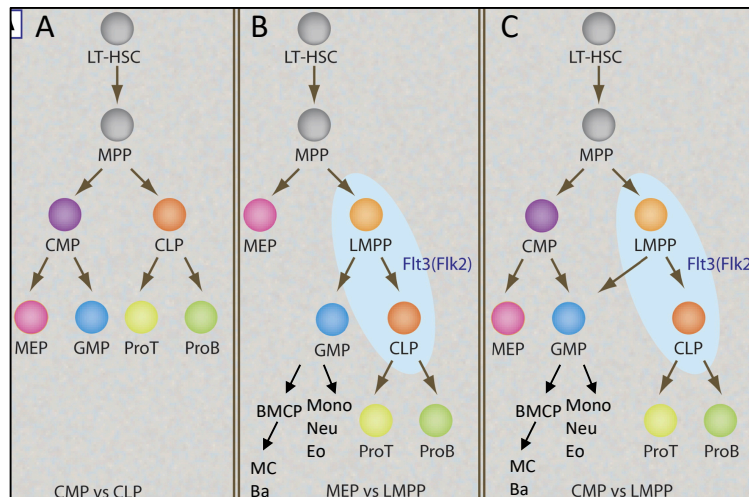 A
A
LT-HSC
MPP
CMP
CLP
MEP
GMP
ProT
ProB
CMP vs CLP
B
LT-HSC
MPP
MEP
LMPP
Flt3(Flk2)
GMP
CLP
BMCP
Mono
Neu
Eo
ProT
ProB
MC
Ba
MEP vs LMPP
C
LT-HSC
MPP
CMP
LMPP
Flt3(Flk2
MEP
GMP
CLP
BMCP
Mono
Neu
Eo
ProT
ProB
MC
Ba
CMP vs LMPP